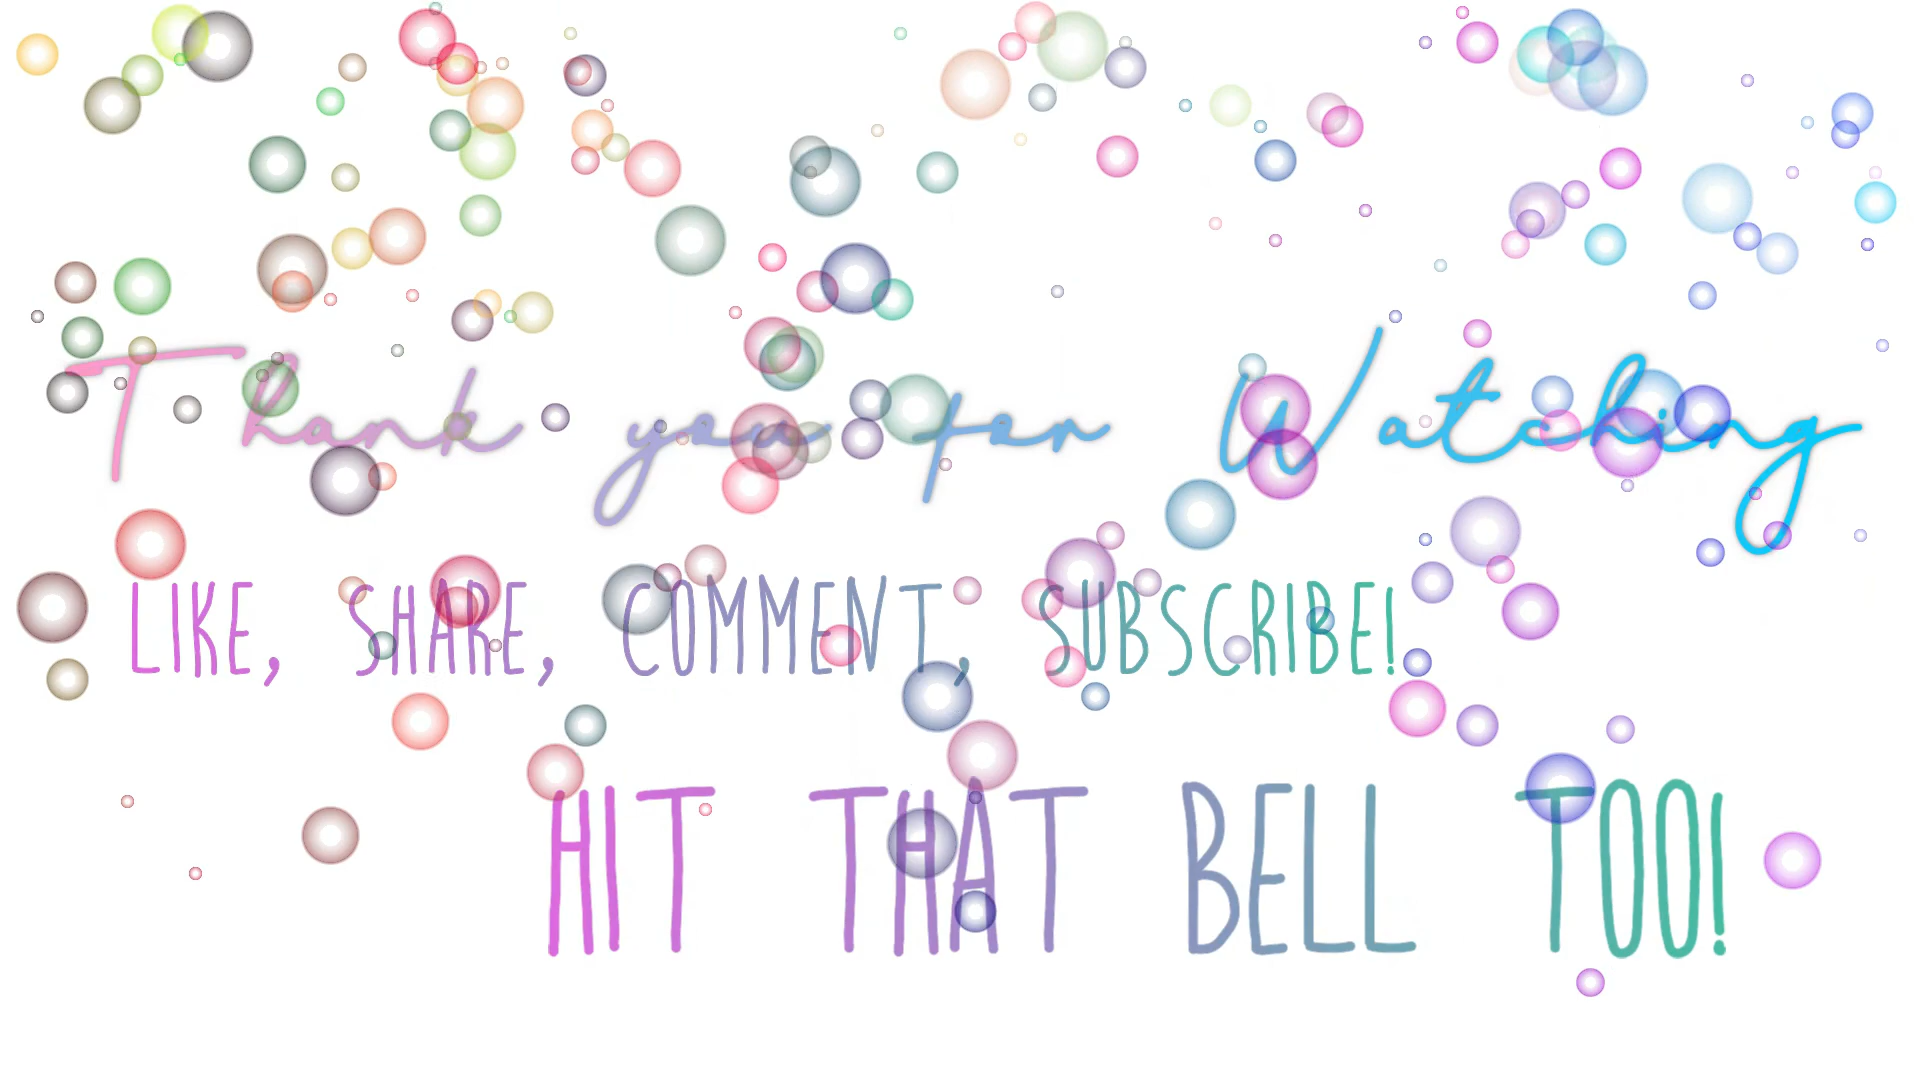 Thank you for Watching
LIKE, SHARE, COMMENT, SUBSCRIBE!
HIT THAT BELL TOO!